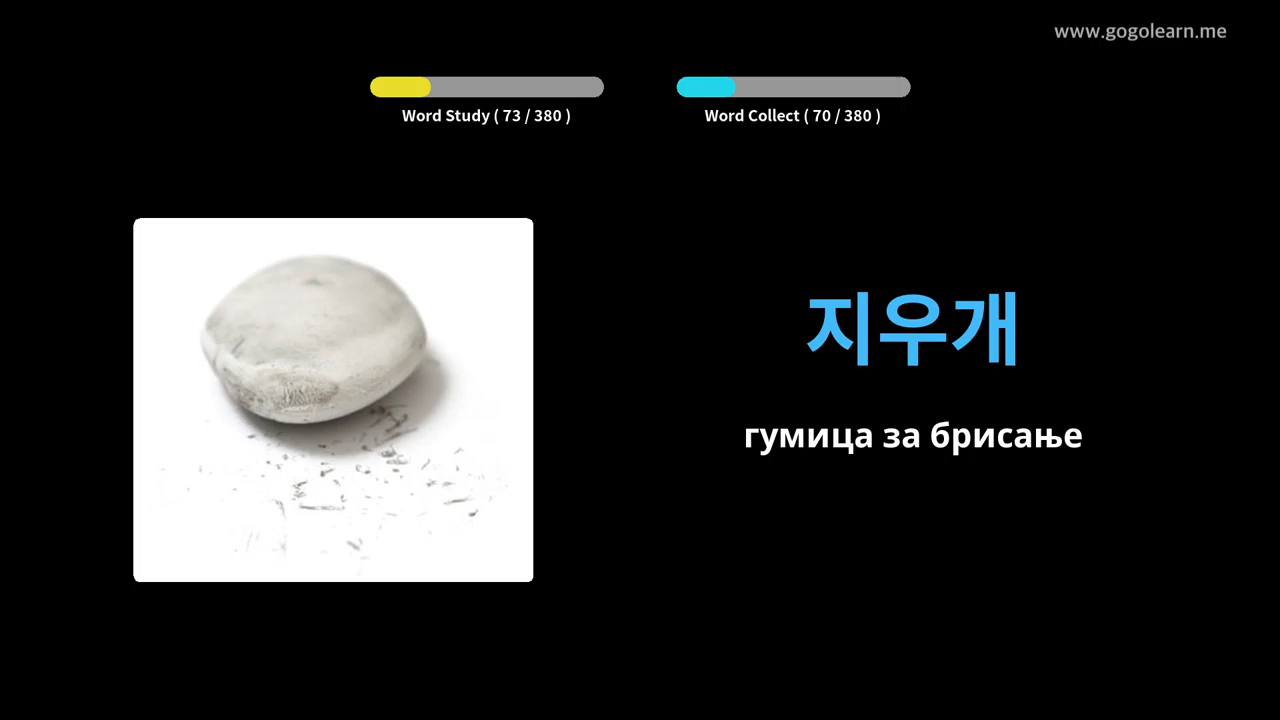 www.gogolearn.me
Word Study ( 73 / 380 )
Word Collect ( 70 / 380 )
지우개
гумица за брисање